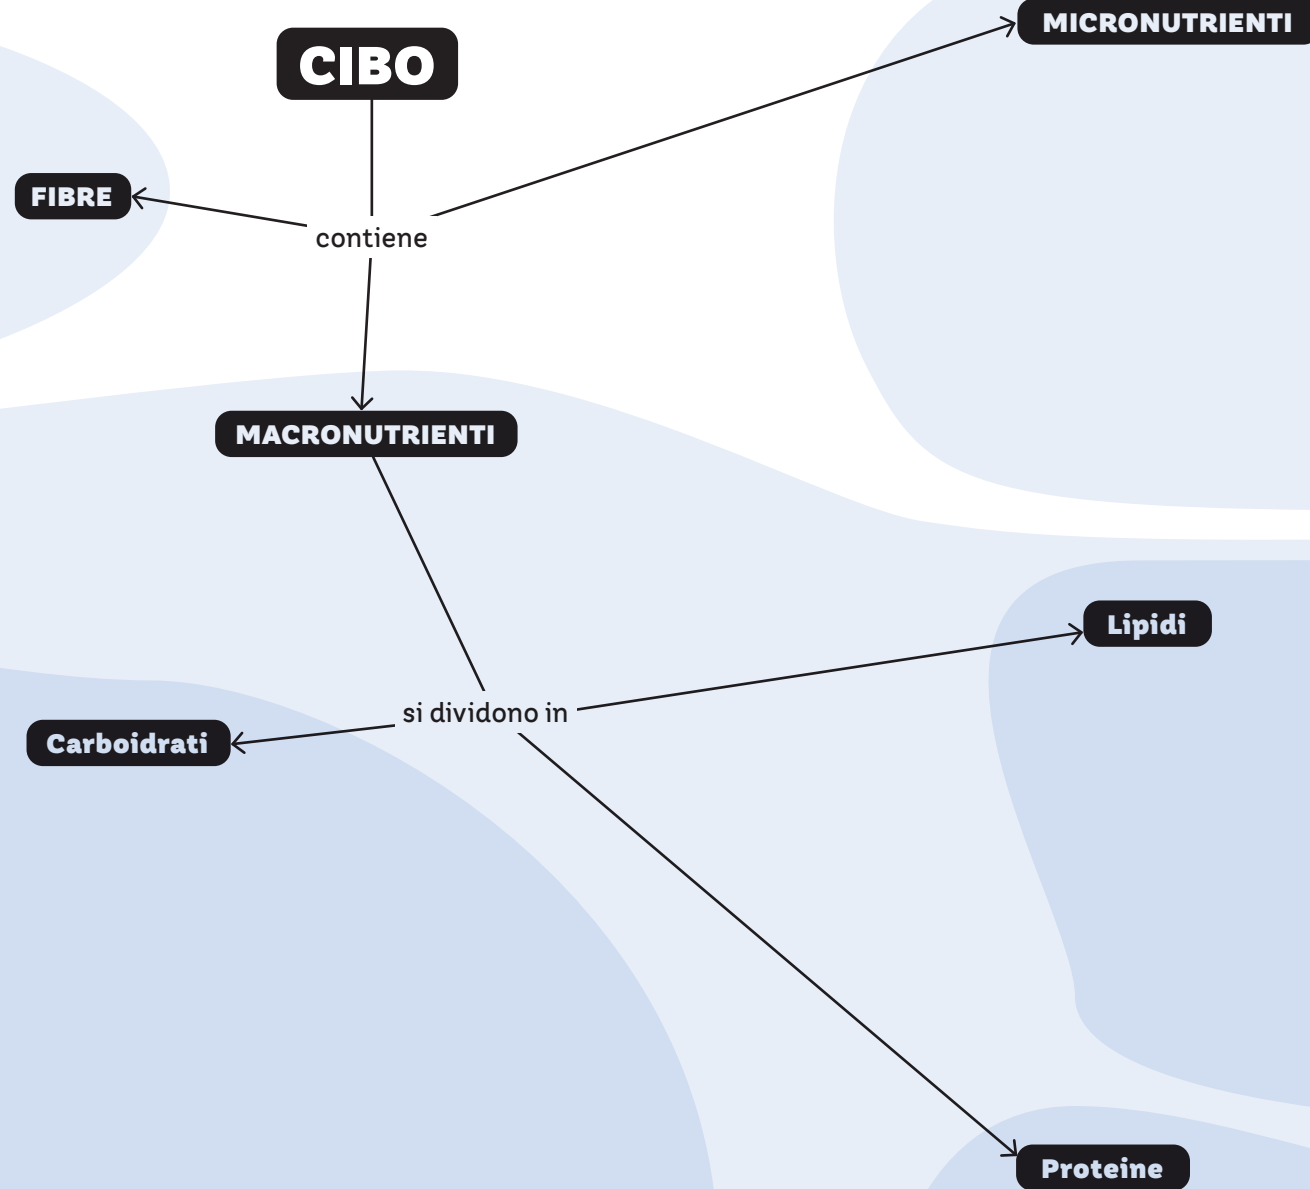 MICRONUTRIENTI
CIBO
FIBRE
contiene
MACRONUTRIENTI
Lipidi
si dividono in
Carboidrati
Proteine